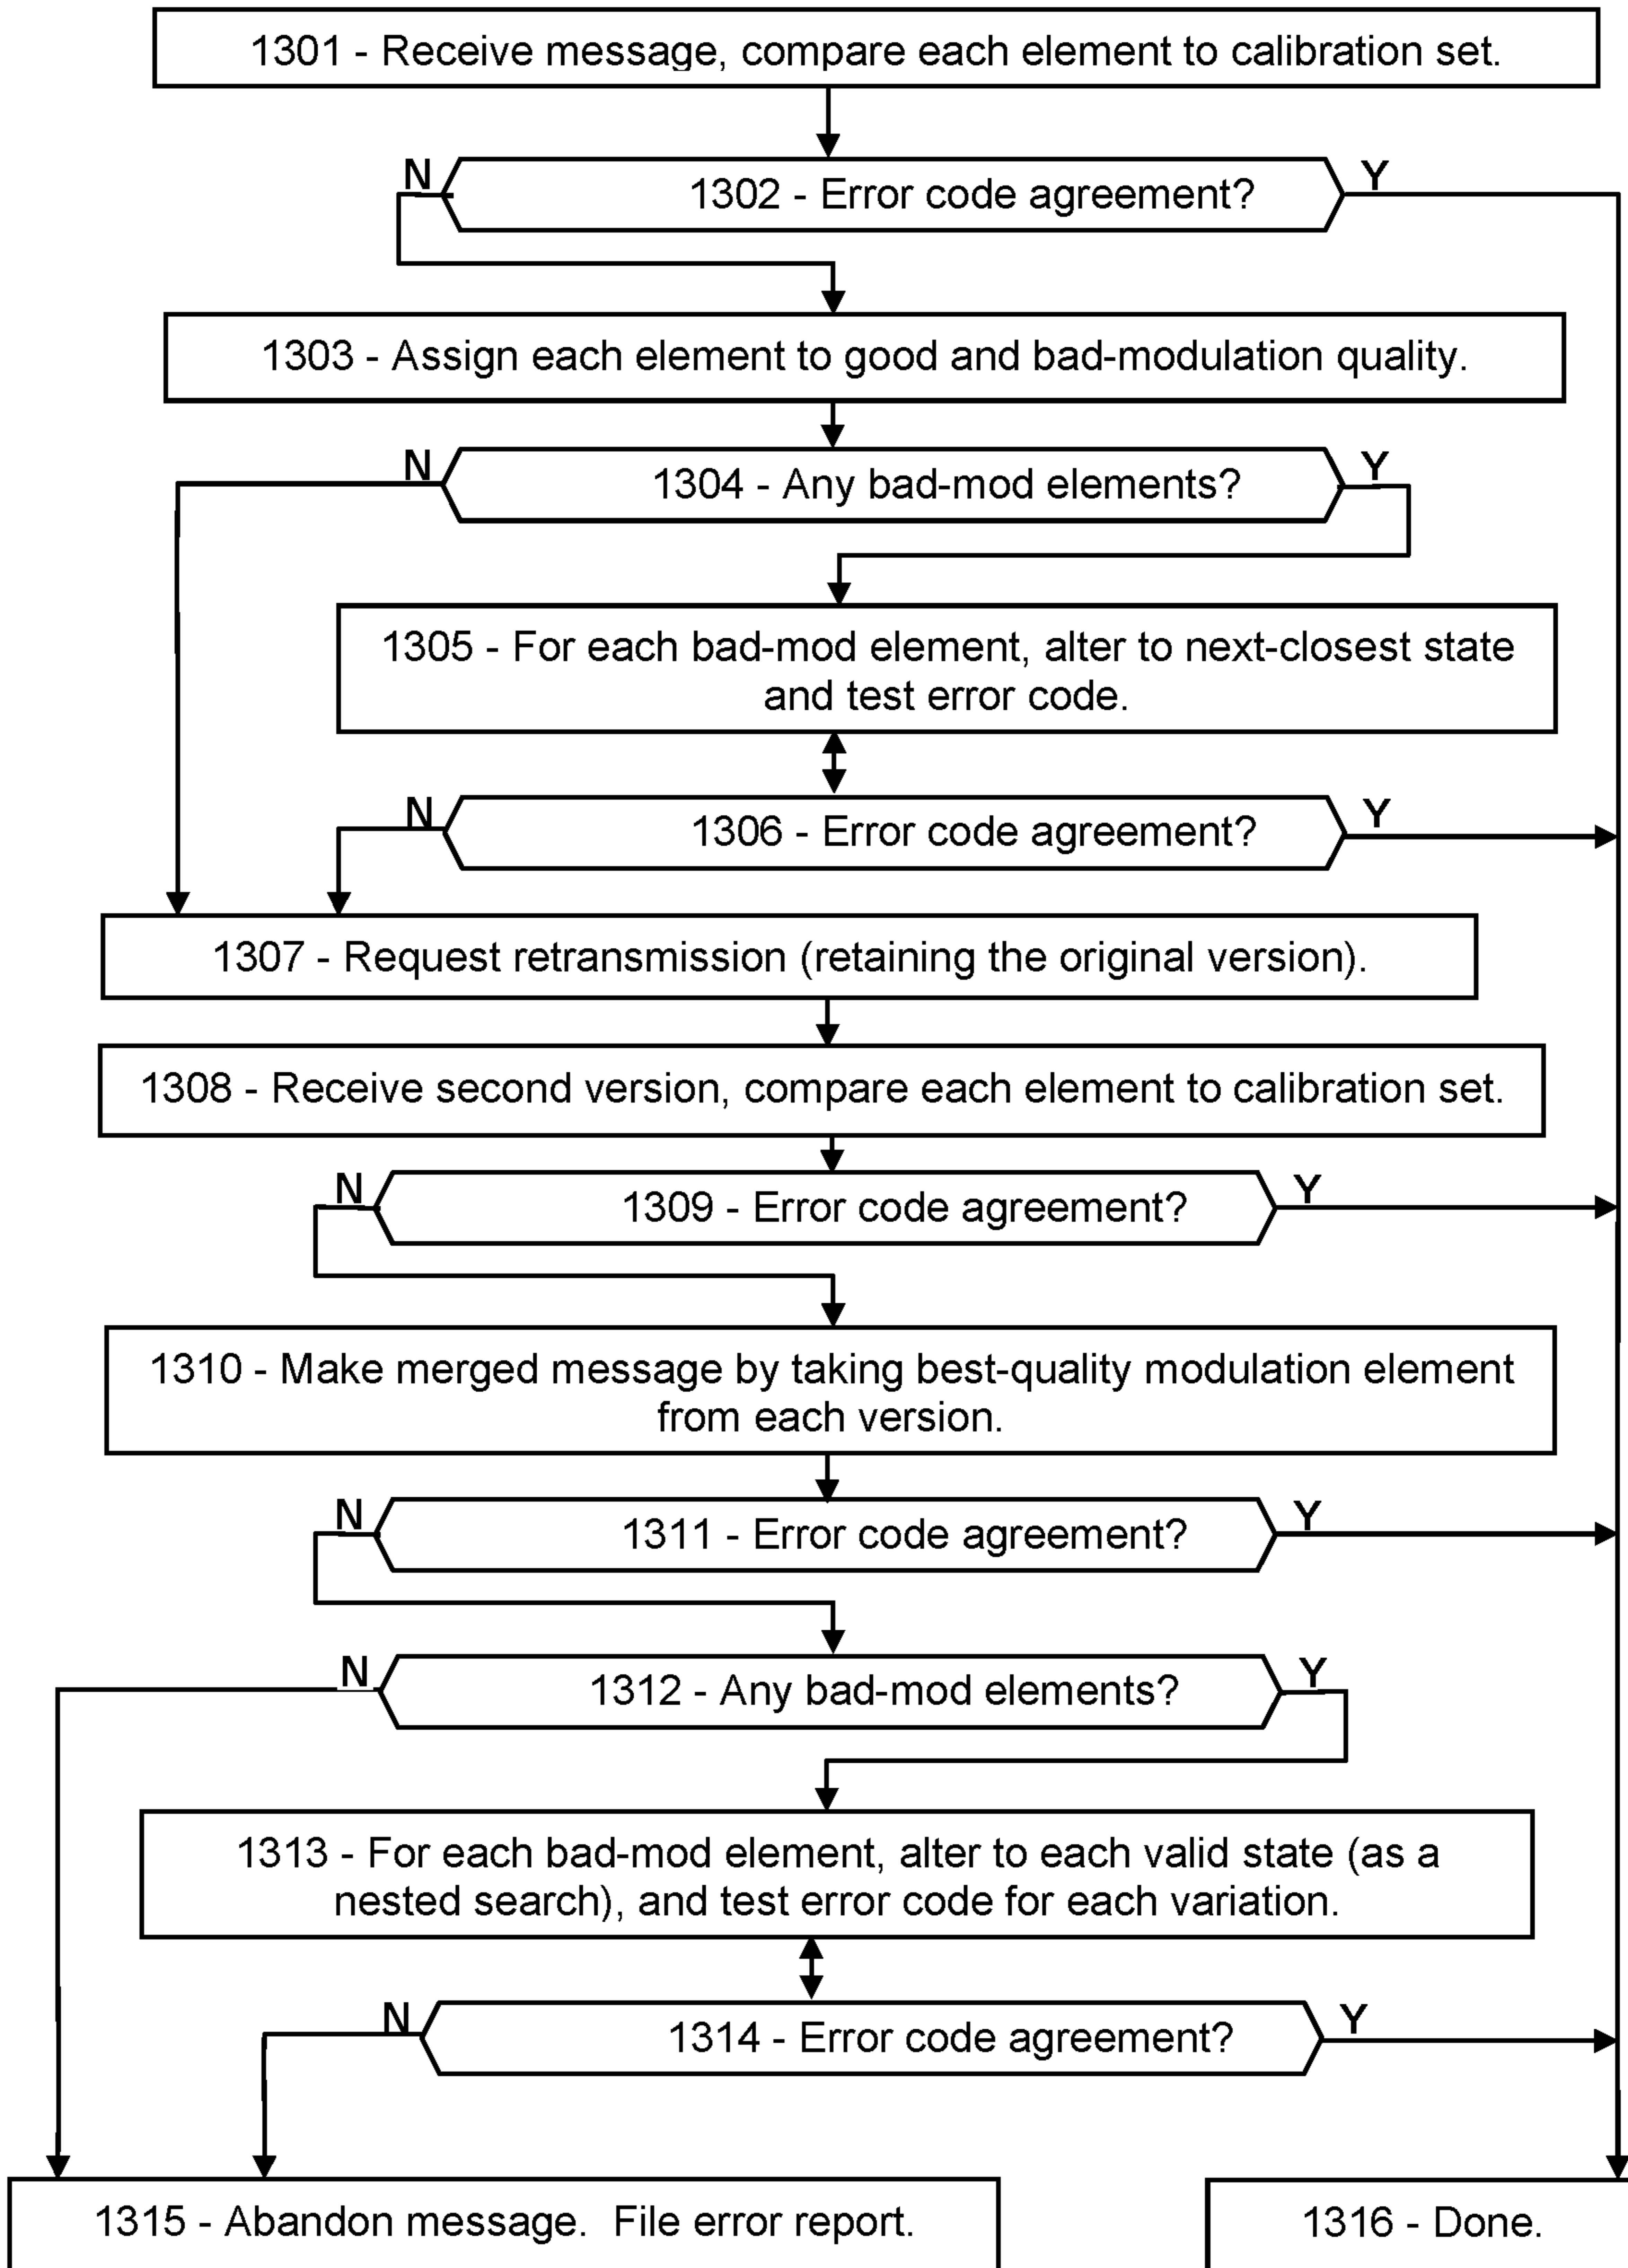 1301 - Receive message, compare each element to calibration set.
N
1302 - Error code agreement?
Y
1303 - Assign each element to good and bad-modulation quality.
N
1304 - Any bad-mod elements?
Y
1305 - For each bad-mod element, alter to next-closest state
and test error code.
N
1306 - Error code agreement?
Y
1307 - Request retransmission (retaining the original version).
1308 - Receive second version, compare each element to calibration set.
N
1309 - Error code agreement?
Y
1310 - Make merged message by taking best-quality modulation element
from each version.
N
1311 - Error code agreement?
Y
N
1312 - Any bad-mod elements?
Y
1313 - For each bad-mod element, alter to each valid state (as a
nested search), and test error code for each variation.
N
1314 - Error code agreement?
Y
1315 - Abandon message.  File error report.
1316 - Done.